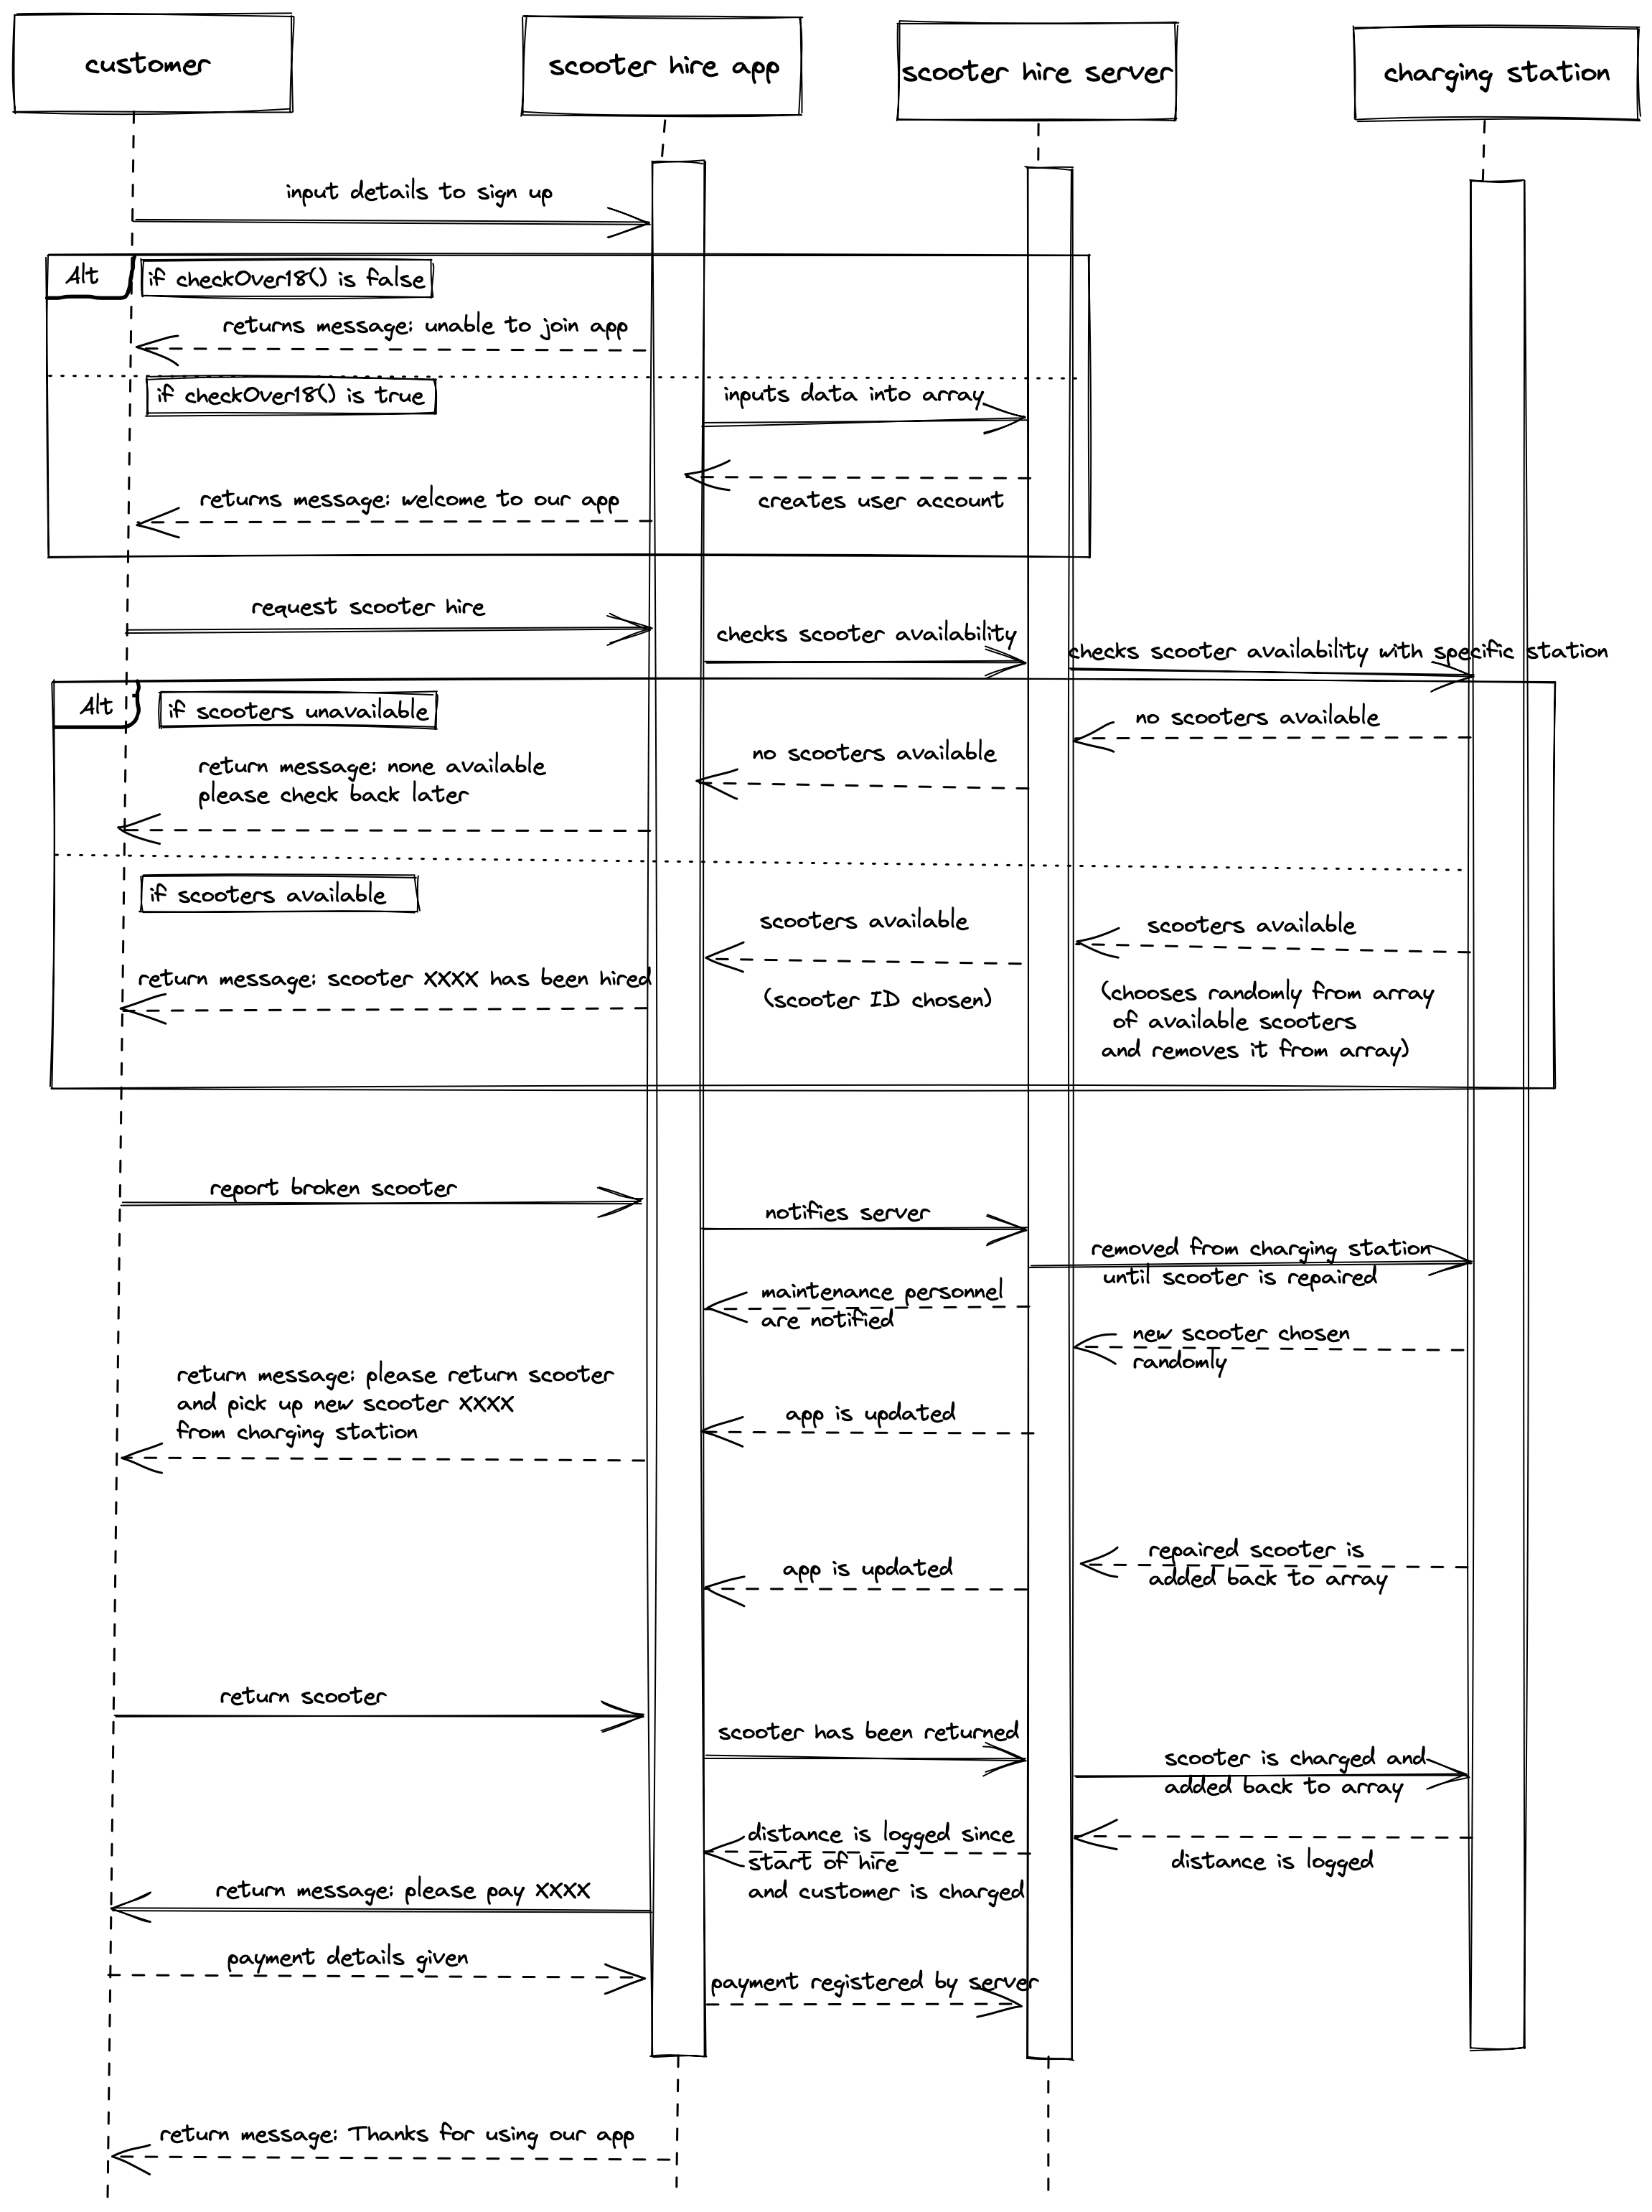 customer
scooter hire app
scooter hire server
charging station
input details to sign up
Alt
if checkOver18() is false
returns message: unable to join app
if checkOver18() is true
inputs data into array
creates user account
returns message: welcome to our app
request scooter hire
checks scooter availability
checks scooter availability with specific station
Alt
if scooters unavailable
no scooters available
no scooters available
return message: none available
please check back later
if scooters available
scooters available
scooters available
return message: scooter XXXX has been hired
(scooter ID chosen)
(chooses randomly from array
of available scooters
and removes it from array)
report broken scooter
notifies server
removed from charging station
until scooter is repaired
maintenance personnel
are notified
new scooter chosen
randomly
return message: please return scooter
and pick up new scooter XXXX
from charging station
app is updated
repaired scooter is
added back to array
app is updated
return scooter
scooter has been returned
scooter is charged and
added back to array
distance is logged since
start of hire
and customer is charged
distance is logged
return message: please pay XXXX
payment details given
payment registered by server
return message: Thanks for using our app